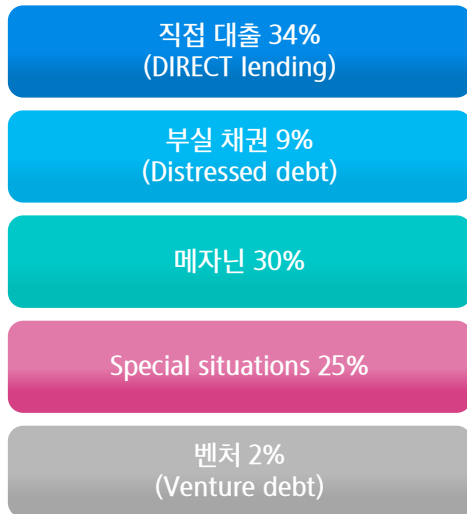 직접 대출 34%
(DIRECT lending)
부실 채권 9%
(Distressed debt)
메자닌 30%
Special situations 25%
벤처 2%
(Venture debt)